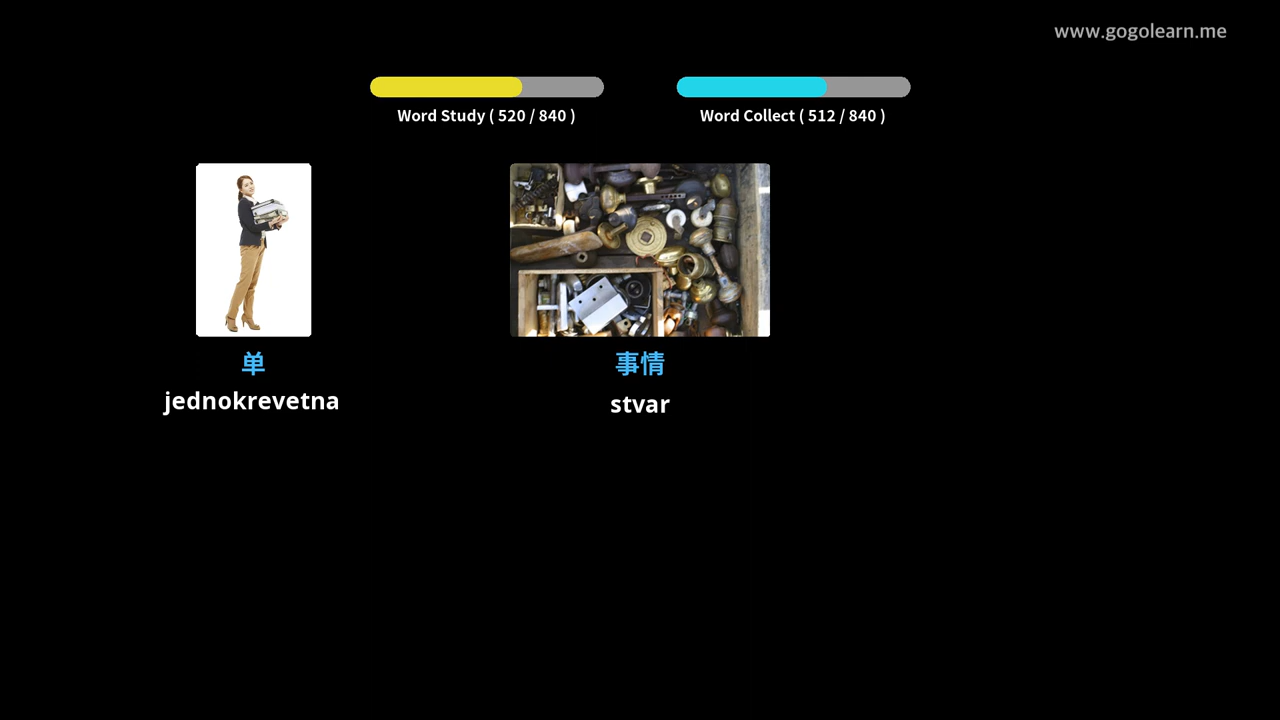 www.gogolearn.me
Word Study ( 520 / 840 )
Word Collect ( 512 / 840 )
单
jednokrevetna
事情
stvar